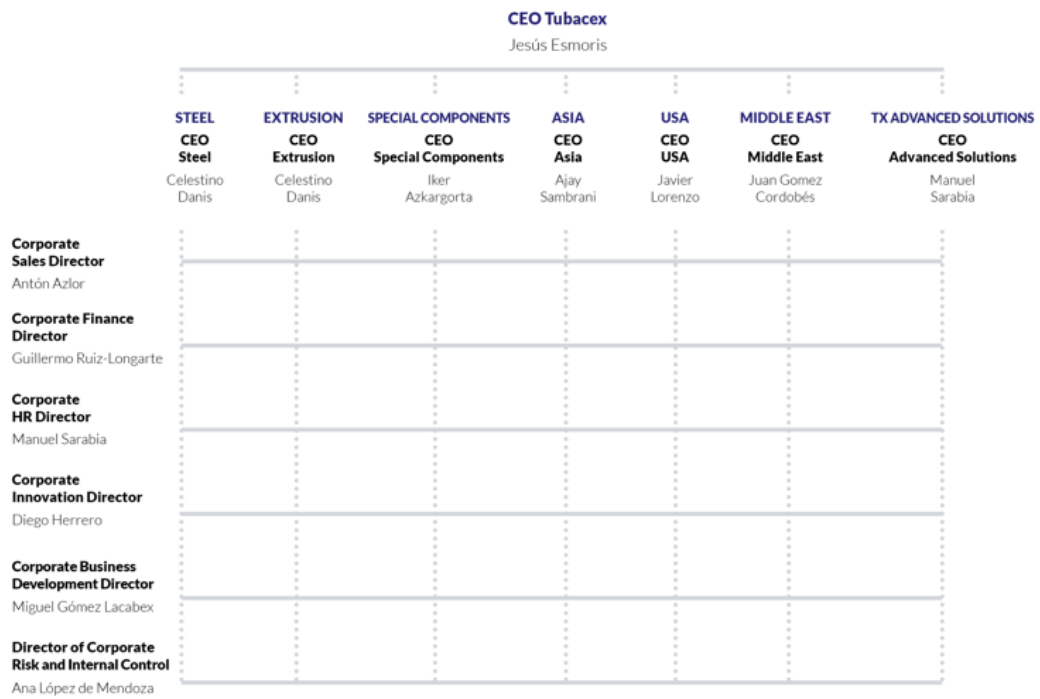 CEO Tubacex
Jesús Esmoris
STEEL
CEO
Steel
Celestino
Danis
EXTRUSION
CEO
Extrusion
Celestino
Danis
SPECIAL COMPONENTS
CEO
Special Components
Iker
Azkargorta
ASIA
CEO
Asia
Ajay
Sambrani
USA
CEO
USA
Javier
Lorenzo
MIDDLE EAST
CEO
Middle East
Juan Gomez
Cordobés
TX ADVANCED SOLUTIONS
CEO
Advanced Solutions
Manuel
Sarabia
Corporate
Sales Director
Antón Azlor
Corporate Finance
Director
Guillermo Ruiz-Longarte
Corporate
HR Director
Manuel Sarabia
Corporate
Innovation Director
Diego Herrero
Corporate Business
Development Director
Miguel Gómez Lacabex
Director of Corporate
Risk and Internal Control
Ana López de Mendoza